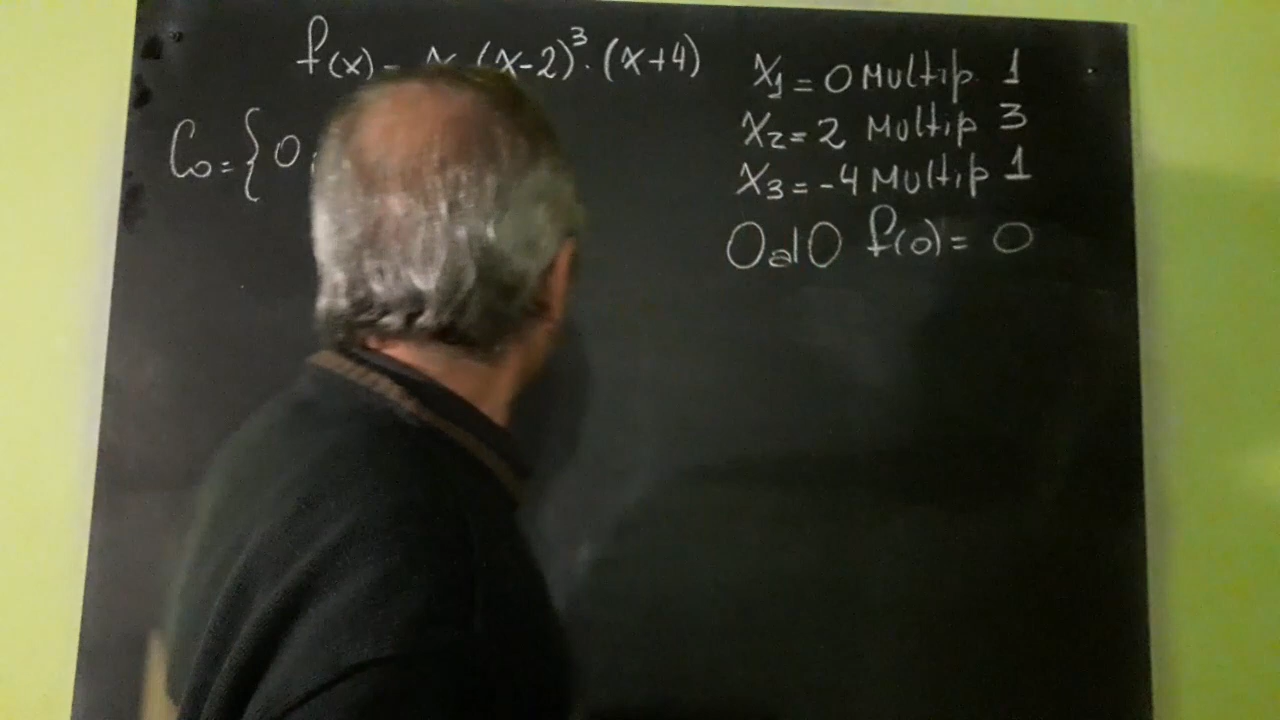 f(x) = x (x-2)³. (x+4)
C₀ = { 0
X₁ = 0 Multip 1
X₂ = 2 Multip 3
X₃ = -4 Multip 1
OalO f(0) = 0